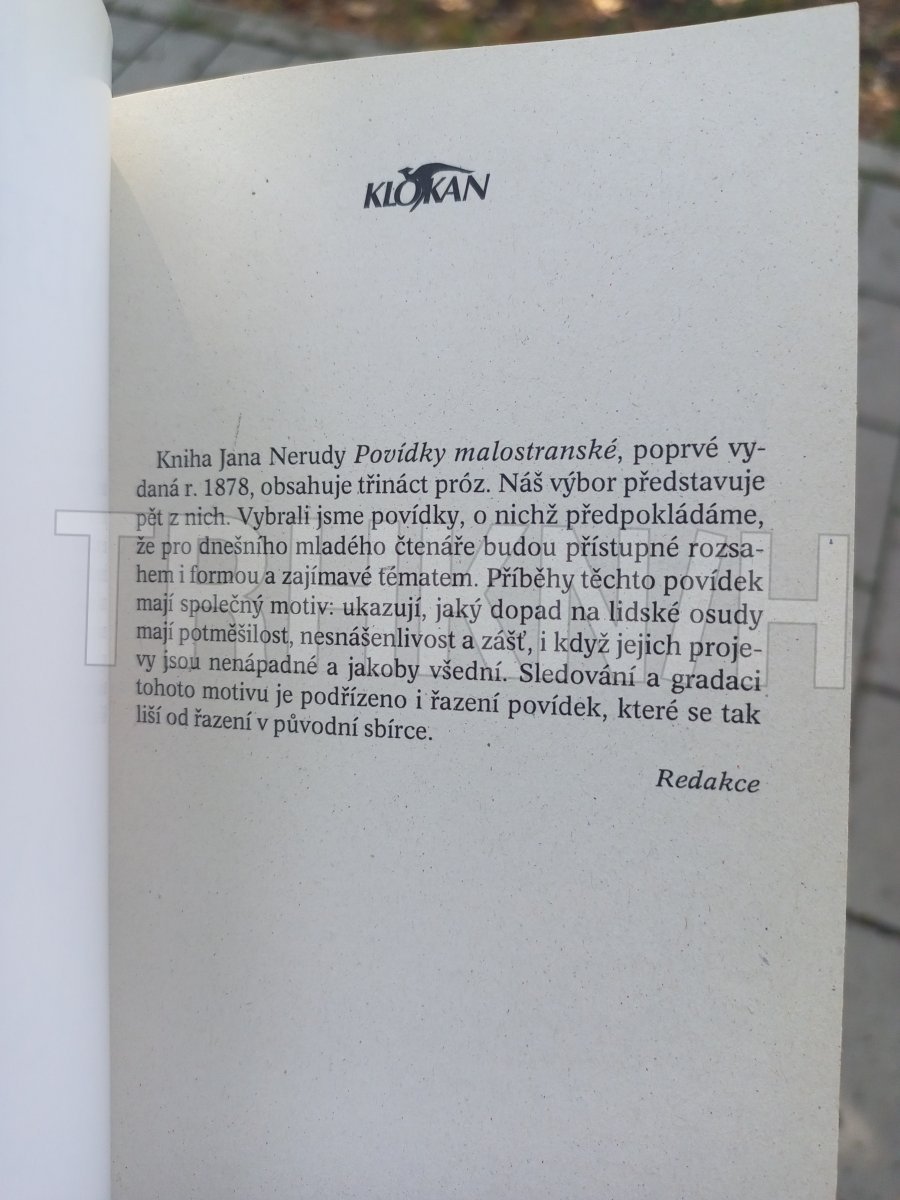 KLOKAN
Kniha Jana Nerudy Povídky malostranské, poprvé vy-
daná r. 1878, obsahuje třináct próz. Náš výbor představuje
pět z nich. Vybrali jsme povídky, o nichž předpokládáme,
že pro dnešního mladého čtenáře budou přístupné rozsa-
hem i formou a zajímavé tématem. Příběhy těchto povídek
mají společný motiv: ukazují, jaký dopad na lidské osudy
mají potměšilost, nesnášenlivost a zášť, i když jejich proje-
vy jsou nenápadné a jakoby všední. Sledování a gradaci
tohoto motivu je podřízeno i řazení povídek, které se tak
liší od řazení v původní sbírce.
Redakce